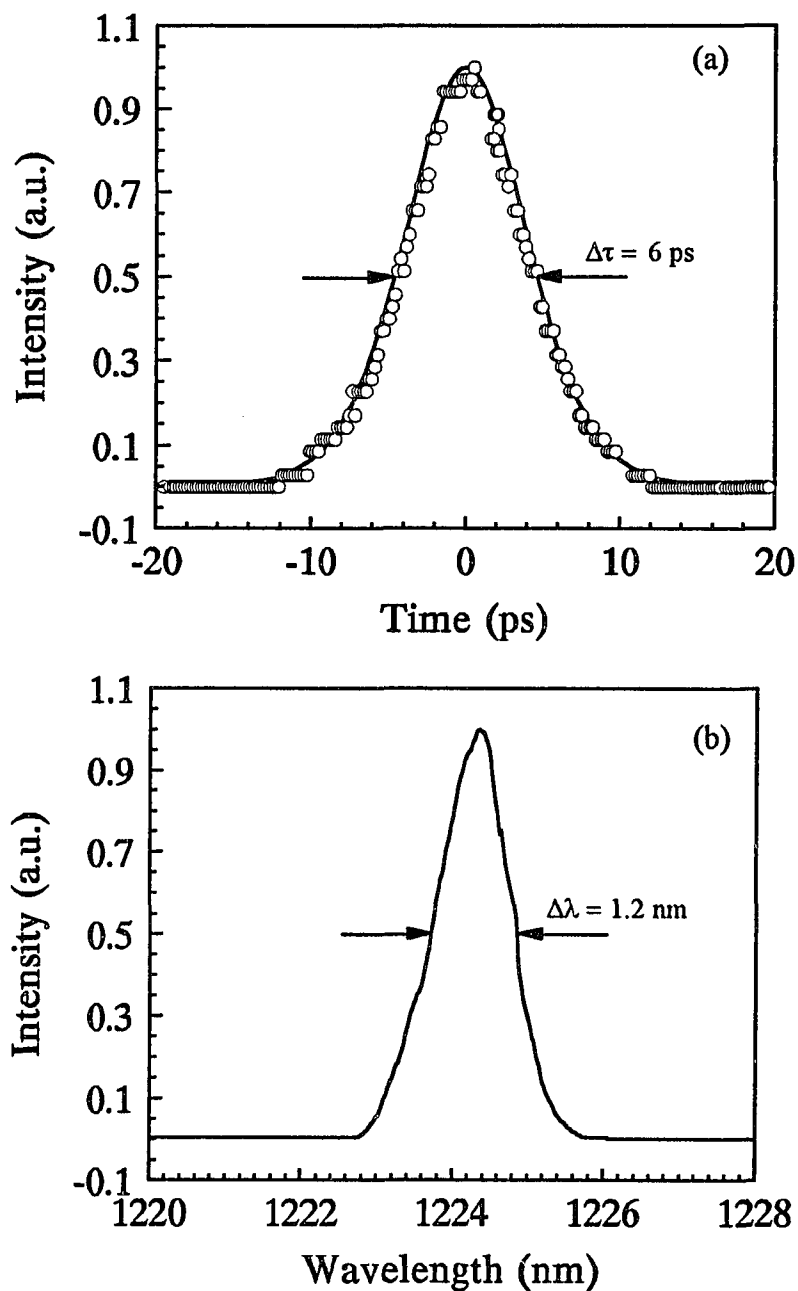 1.1
(a)
0.9
0.7
Δτ = 6 ps
0.5
0.3
0.1
-0.1
-20 -10 0 10 20
Intensity (a.u.)
Time (ps)
1.1
(b)
0.9
0.7
Δλ = 1.2 nm
0.5
0.3
0.1
-0.1
1220 1222 1224 1226 1228
Intensity (a.u.)
Wavelength (nm)